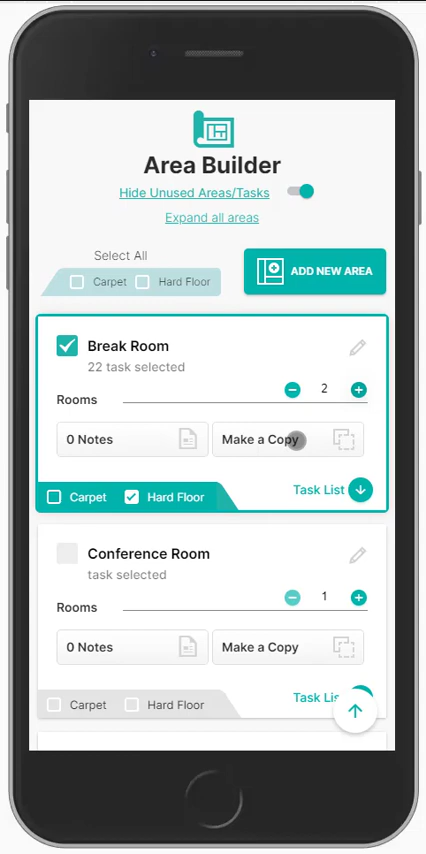 Area Builder
Hide Unused Areas/Tasks
Expand all areas
Select All
Carpet Hard Floor
ADD NEW AREA
Break Room
22 task selected
Rooms 2
0 Notes Make a Copy
Carpet Hard Floor Task List
Conference Room
task selected
Rooms 1
0 Notes Make a Copy
Carpet Hard Floor Task Lis